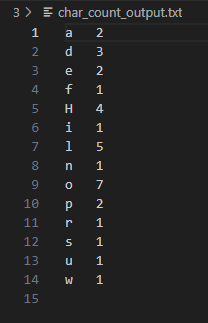 3 > char_count_output.txt
1 a 2
2 d 3
3 e 2
4 f 1
5 H 4
6 i 1
7 l 5
8 n 1
9 o 7
10 p 2
11 r 1
12 s 1
13 u 1
14 w 1
15